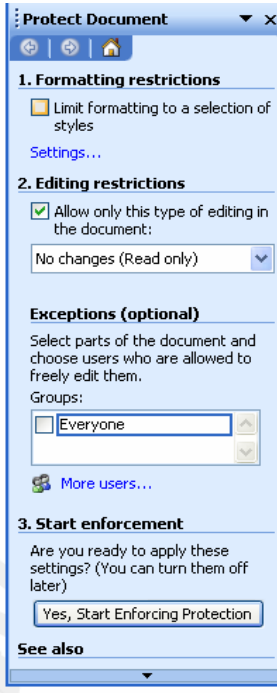 Protect Document
1. Formatting restrictions
Limit formatting to a selection of
styles
Settings...
2. Editing restrictions
Allow only this type of editing in
the document:
No changes (Read only)
Exceptions (optional)
Select parts of the document and
choose users who are allowed to
freely edit them.
Groups:
Everyone
More users...
3. Start enforcement
Are you ready to apply these
settings? (You can turn them off
later)
Yes, Start Enforcing Protection
See also